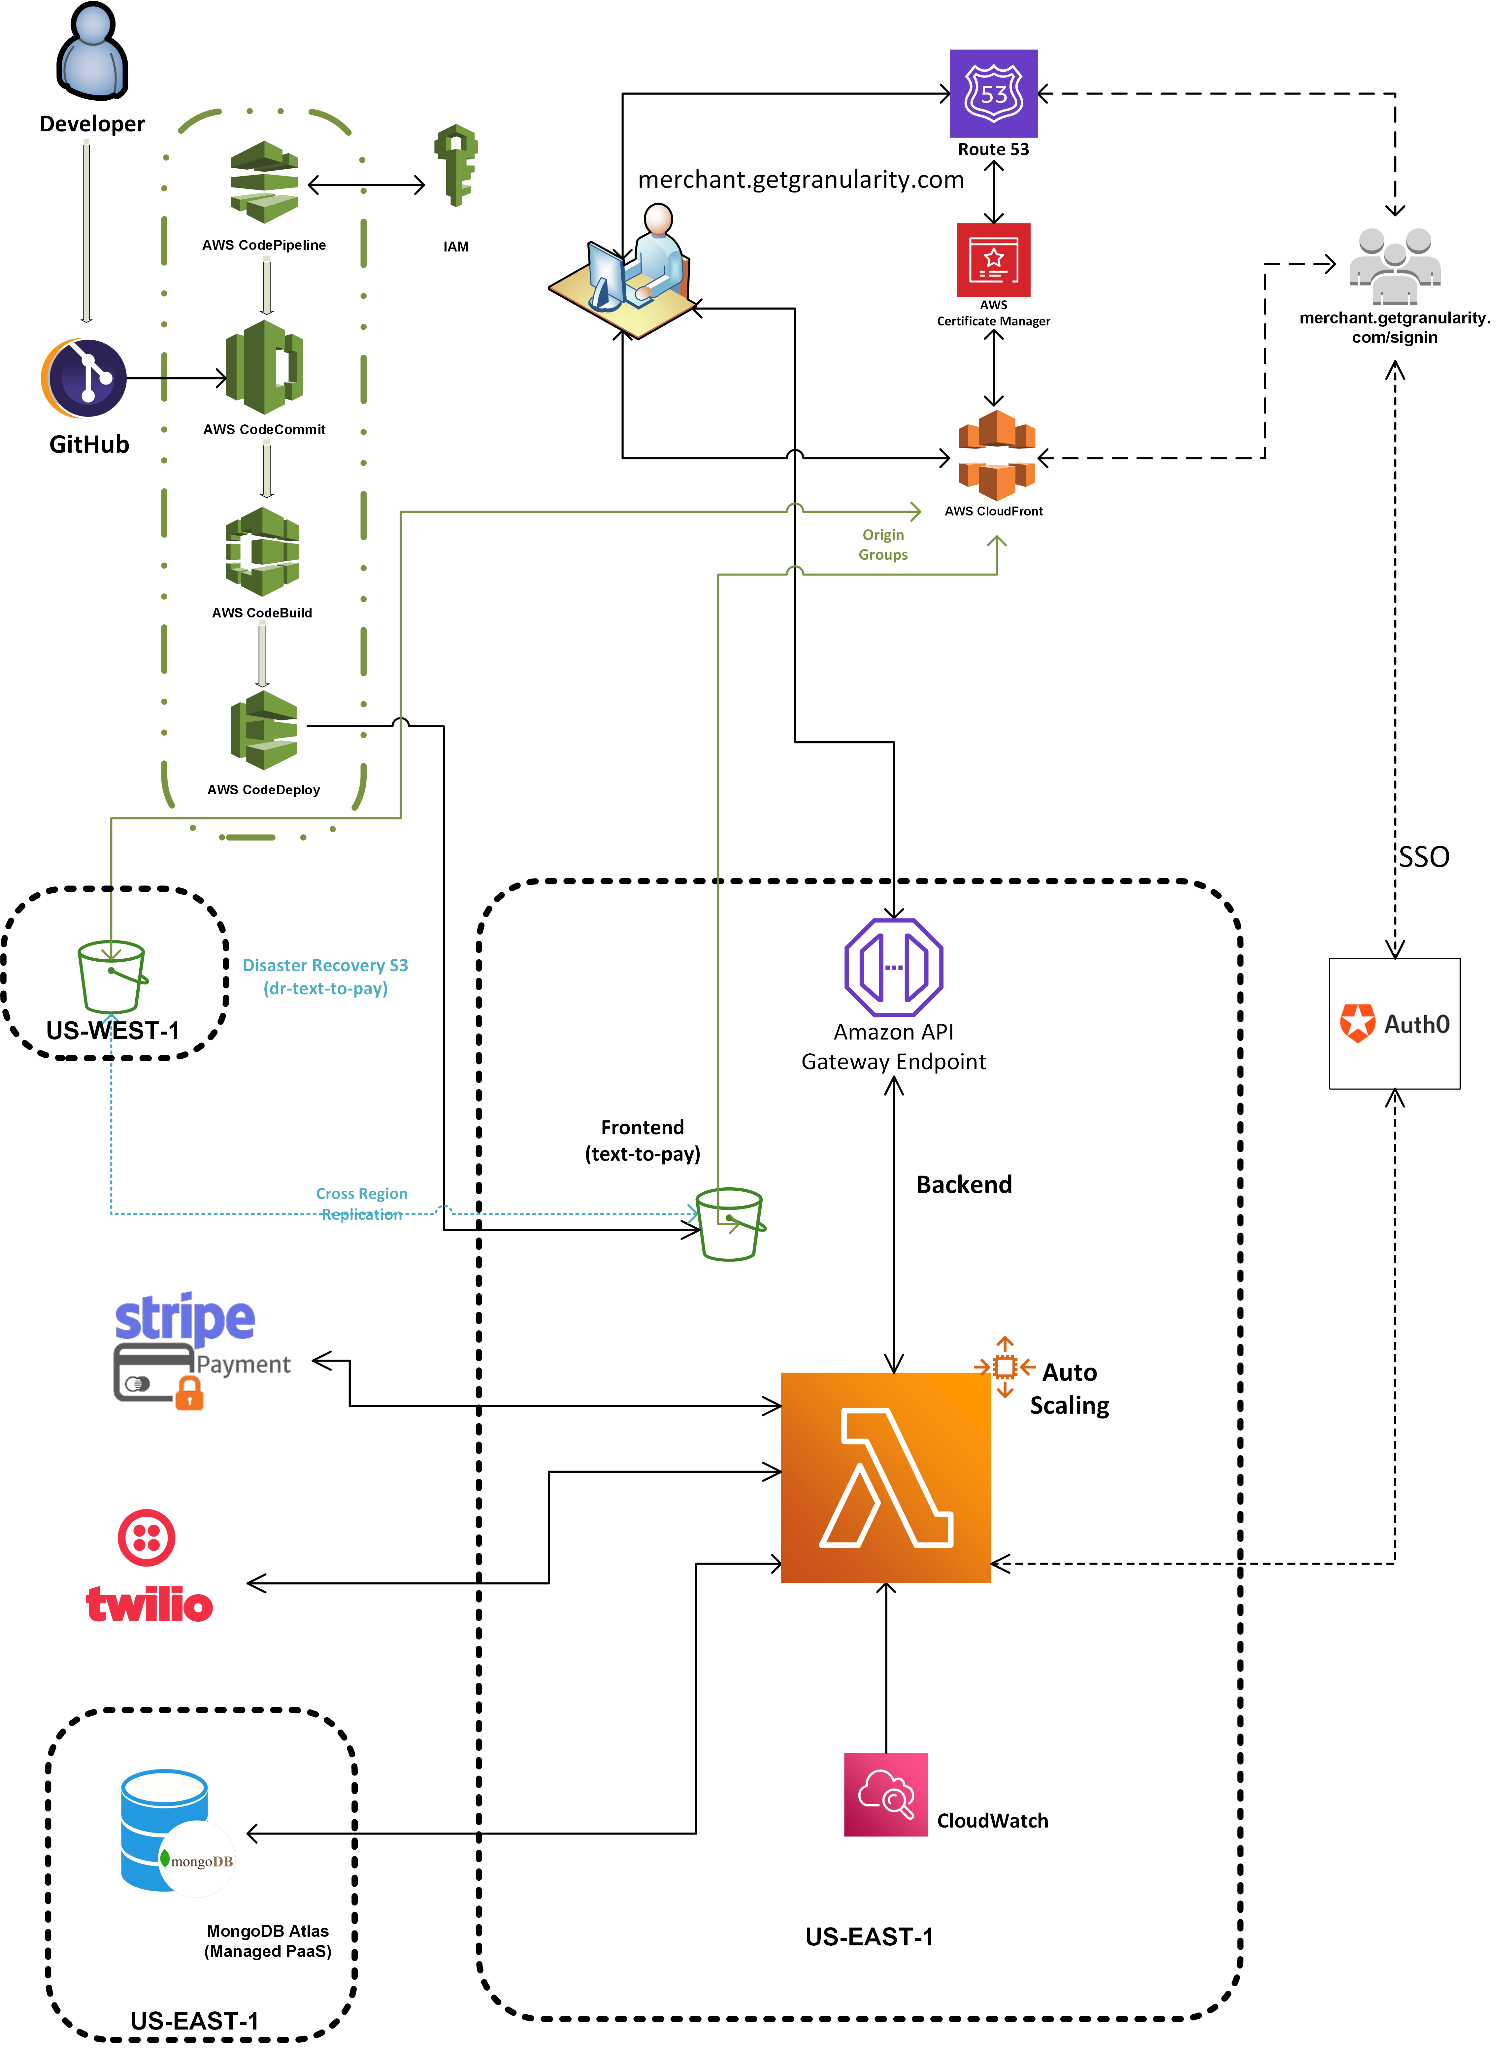 Developer
53
Route 53
merchant.getgranularity.com
AWS CodePipeline
IAM
AWS
Certificate Manager
merchant.getgranularity.
com/signin
GitHub
AWS CodeCommit
AWS CloudFront
Origin
Groups
AWS CodeBuild
AWS CodeDeploy
SSO
Disaster Recovery S3
(dr-text-to-pay)
US-WEST-1
Auth0
Amazon API
Gateway Endpoint
Frontend
(text-to-pay)
Backend
Cross Region
Replication
stripe
Payment
Auto
Scaling
twilio
CloudWatch
mongoDB
MongoDB Atlas
(Managed PaaS)
US-EAST-1
US-EAST-1